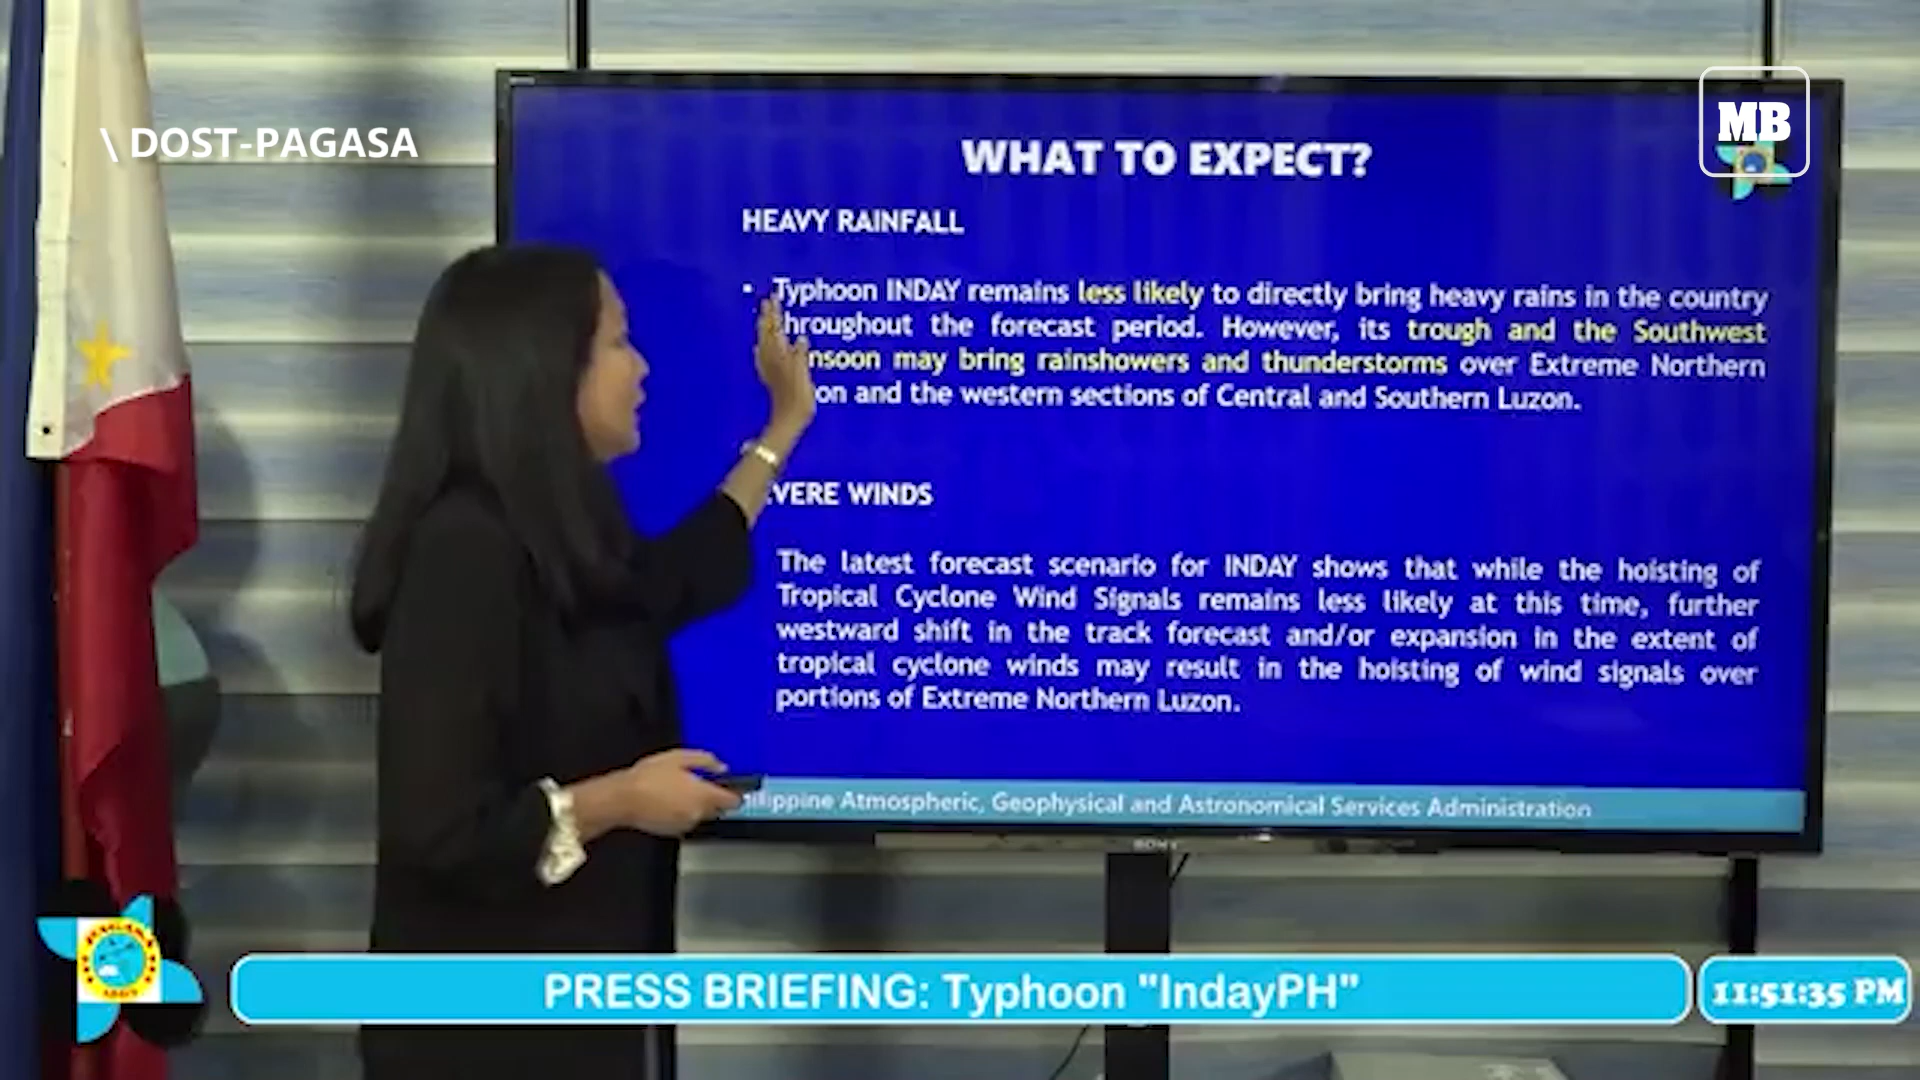 \ DOST-PAGASA
MB
WHAT TO EXPECT?
HEAVY RAINFALL
• Typhoon INDAY remains less likely to directly bring heavy rains in the country
hroughout the forecast period. However, its trough and the Southwest
nsoon may bring rainshowers and thunderstorms over Extreme Northern
on and the western sections of Central and Southern Luzon.
VERE WINDS
The latest forecast scenario for INDAY shows that while the hoisting of
Tropical Cyclone Wind Signals remains less likely at this time, further
westward shift in the track forecast and/or expansion in the extent of
tropical cyclone winds may result in the hoisting of wind signals over
portions of Extreme Northern Luzon.
ilippine Atmospheric, Geophysical and Astronomical Services Administration
SONY
PRESS BRIEFING: Typhoon "IndayPH"
11:51:35 PM